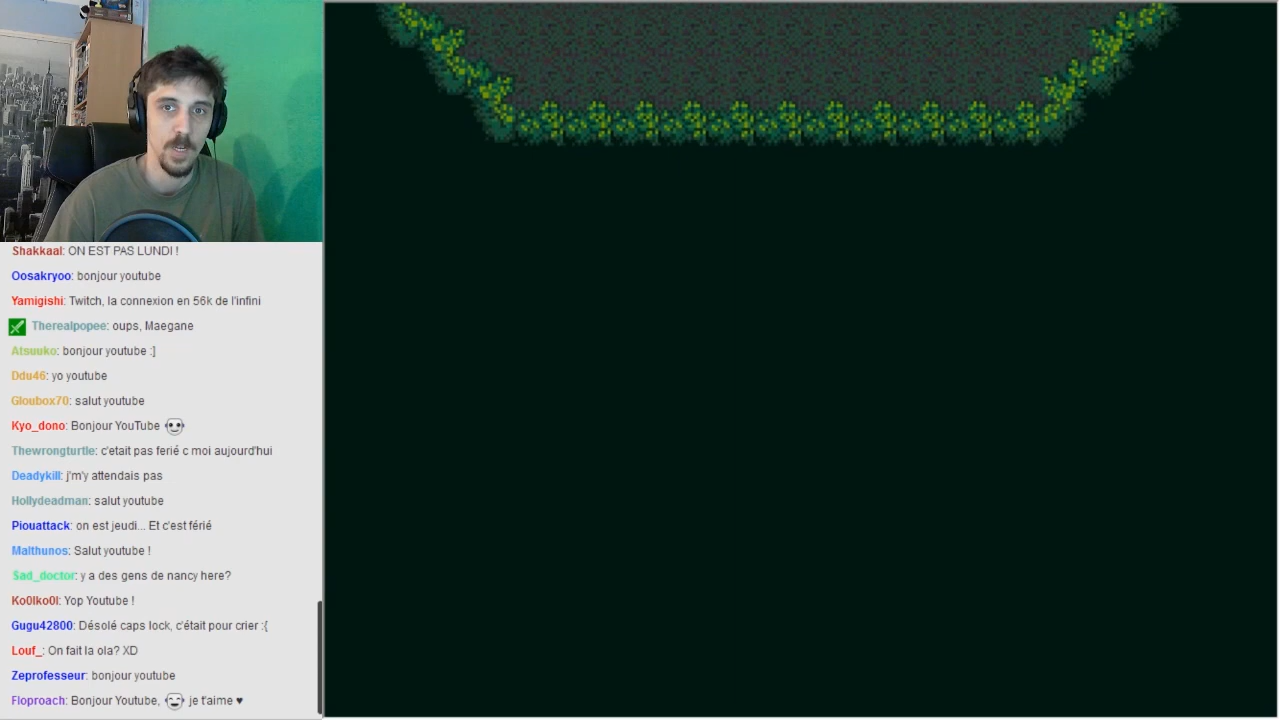 Shakkaal: ON EST PAS LUNDI !
Oosakryoo: bonjour youtube
Yamigishi: Twitch, la connexion en 56k de l'infini
Therealpopee: oups, Maegane
Atsuuko: bonjour youtube :]
Ddu46: yo youtube
Gloubox70: salut youtube
Kyo_dono: Bonjour YouTube
Thewrongturtle: c'etait pas ferié c moi aujourd'hui
Deadykill: j'm'y attendais pas
Hollydeadman: salut youtube
Piouattack: on est jeudi... Et c'est férié
Malthunos: Salut youtube !
Sad_doctor: y a des gens de nancy here?
Ko0lko0l: Yop Youtube !
Gugu42800: Désolé caps lock, c'était pour crier :{
Louf_: On fait la ola? XD
Zeprofesseur: bonjour youtube
Floproach: Bonjour Youtube, je t'aime ♥